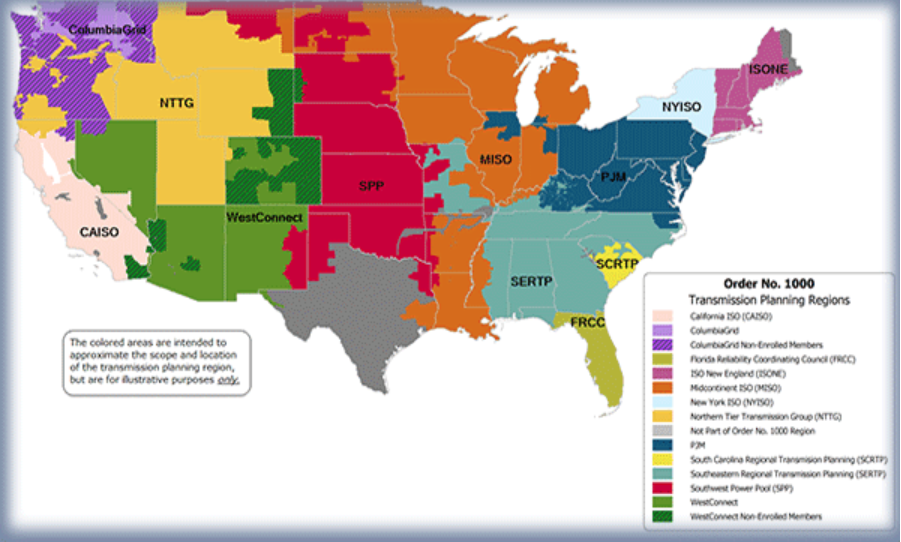 ColumbiaGrid
NTTG
ISONE
NYISO
MISO
PJM
SPP
WestConnect
CAISO
SERTP
SCRTP
FRCC
The colored areas are intended to
approximate the scope and location
of the transmission planning region,
but are for illustrative purposes only.
Order No. 1000
Transmission Planning Regions
California ISO (CAISO)
ColumbiaGrid
ColumbiaGrid Non-Enrolled Members
Florida Reliability Coordinating Council (FRCC)
ISO New England (ISONE)
Midcontinent ISO (MISO)
New York ISO (NYISO)
Northern Tier Transmission Group (NTTG)
Not Part of Order No. 1000 Region
PJM
South Carolina Regional Transmision Planning (SCRTP)
Southeastern Regional Transmission Planning (SERTP)
Southwest Power Pool (SPP)
WestConnect
WestConnect Non-Enrolled Members